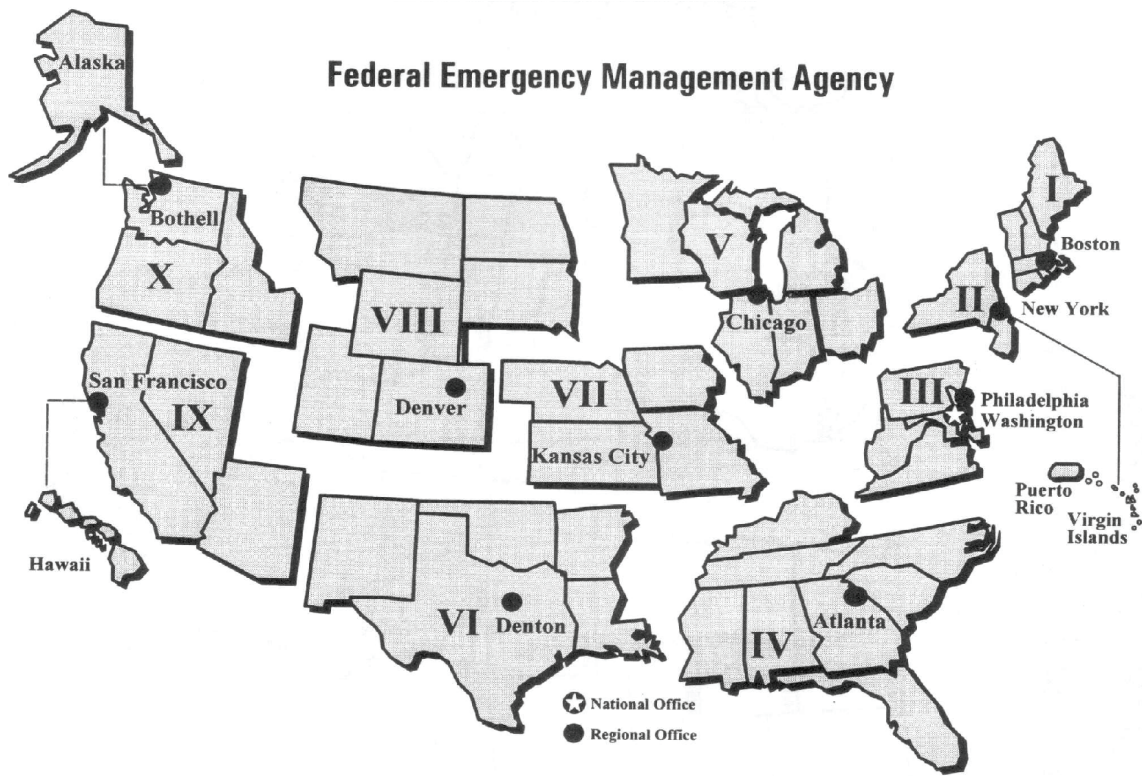 Federal Emergency Management Agency
Alaska
Bothell
X
VIII
V
I
Boston
II
New York
Chicago
San Francisco
IX
Denver
VII
Kansas City
III
Philadelphia
Washington
Puerto
Rico
Virgin
Islands
Hawaii
VI
Denton
IV
Atlanta
National Office
Regional Office